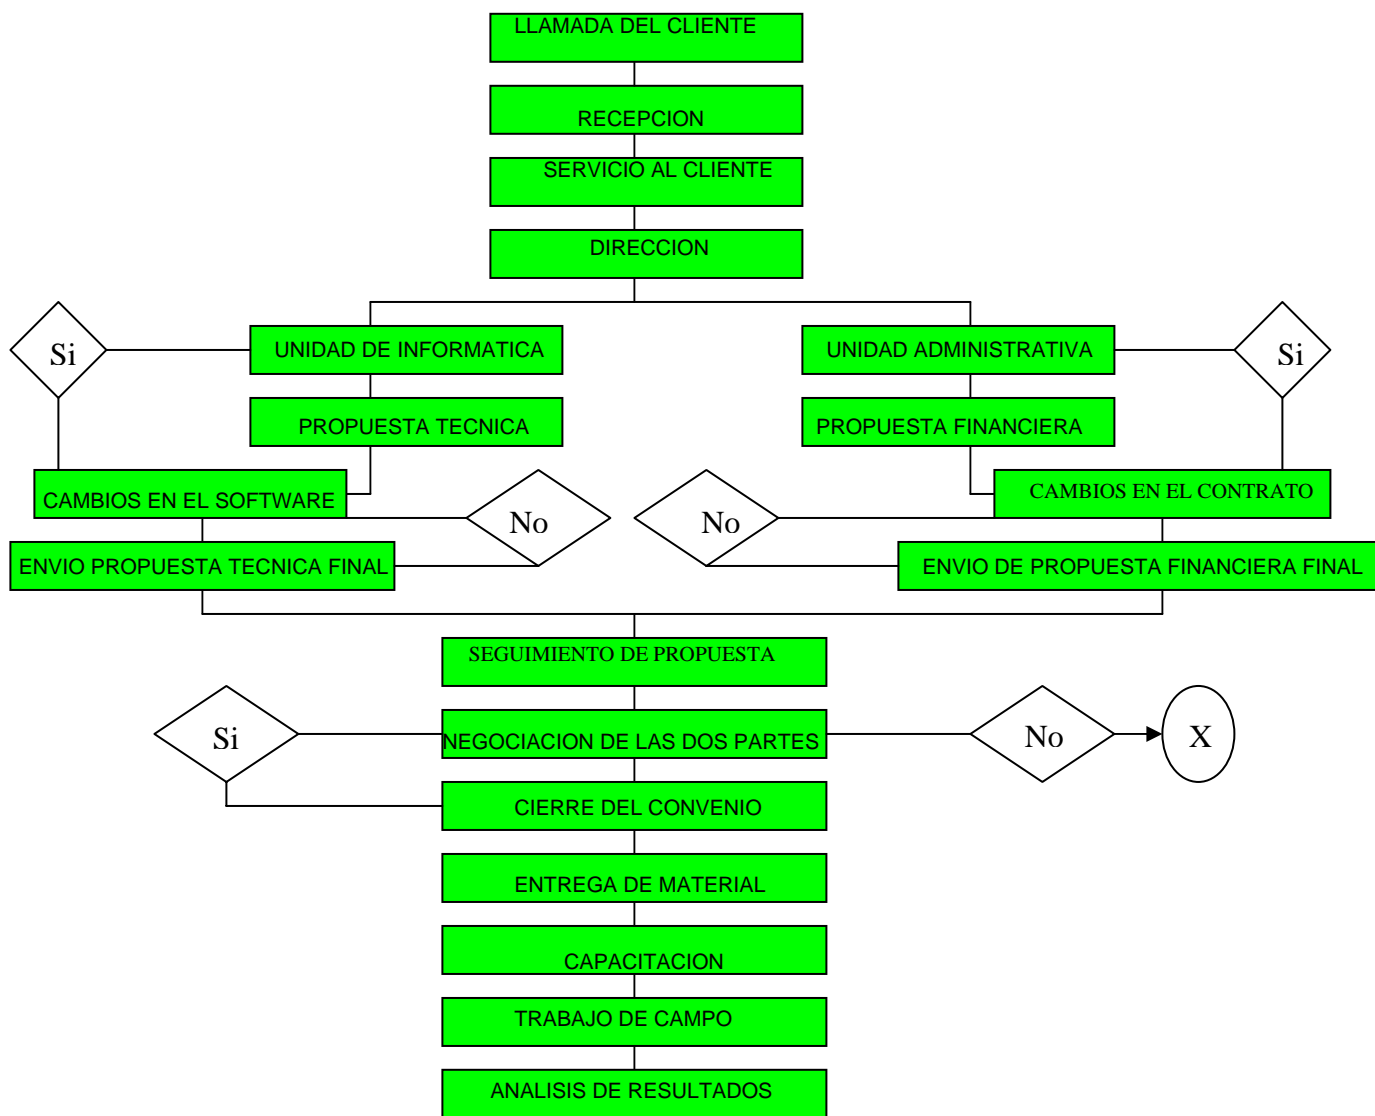 LLAMADA DEL CLIENTE
RECEPCION
SERVICIO AL CLIENTE
DIRECCION
Si
UNIDAD DE INFORMATICA
UNIDAD ADMINISTRATIVA
Si
PROPUESTA TECNICA
PROPUESTA FINANCIERA
CAMBIOS EN EL SOFTWARE
No
No
CAMBIOS EN EL CONTRATO
ENVIO PROPUESTA TECNICA FINAL
ENVIO DE PROPUESTA FINANCIERA FINAL
SEGUIMIENTO DE PROPUESTA
Si
NEGOCIACION DE LAS DOS PARTES
No
X
CIERRE DEL CONVENIO
ENTREGA DE MATERIAL
CAPACITACION
TRABAJO DE CAMPO
ANALISIS DE RESULTADOS